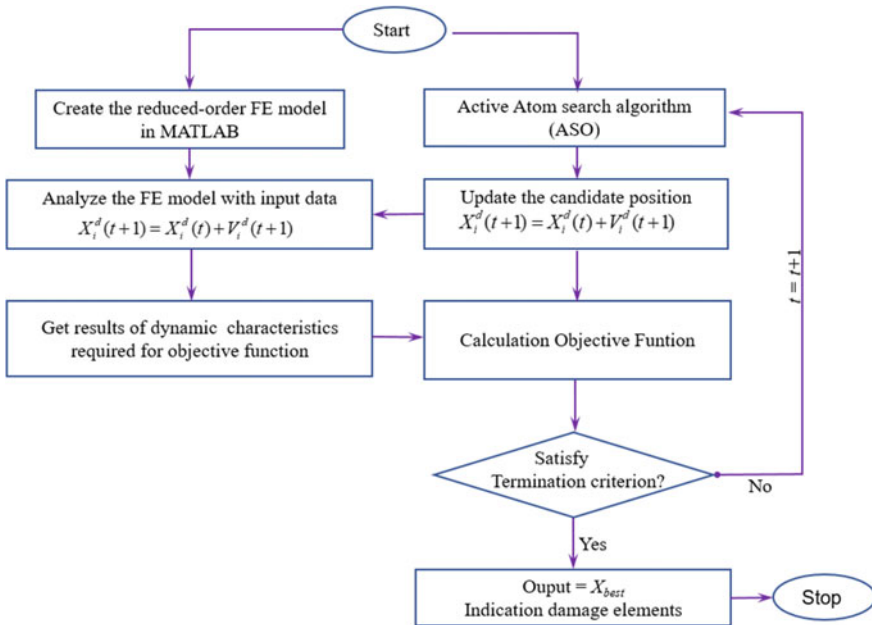 Start
Create the reduced-order FE model
in MATLAB
Active Atom search algorithm
(ASO)
Analyze the FE model with input data
X_i^d(t+1) = X_i^d(t) + V_i^d(t+1)
Update the candidate position
X_i^d(t+1) = X_i^d(t) + V_i^d(t+1)
t = t+1
Get results of dynamic characteristics
required for objective function
Calculation Objective Funtion
Satisfy
Termination criterion?
No
Yes
Ouput = X_best
Indication damage elements
Stop